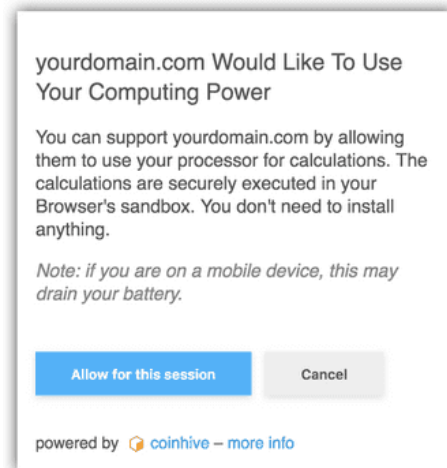 yourdomain.com Would Like To Use
Your Computing Power
You can support yourdomain.com by allowing
them to use your processor for calculations. The
calculations are securely executed in your
Browser's sandbox. You don't need to install
anything.
Note: if you are on a mobile device, this may
drain your battery.
Allow for this session Cancel
powered by coinhive – more info